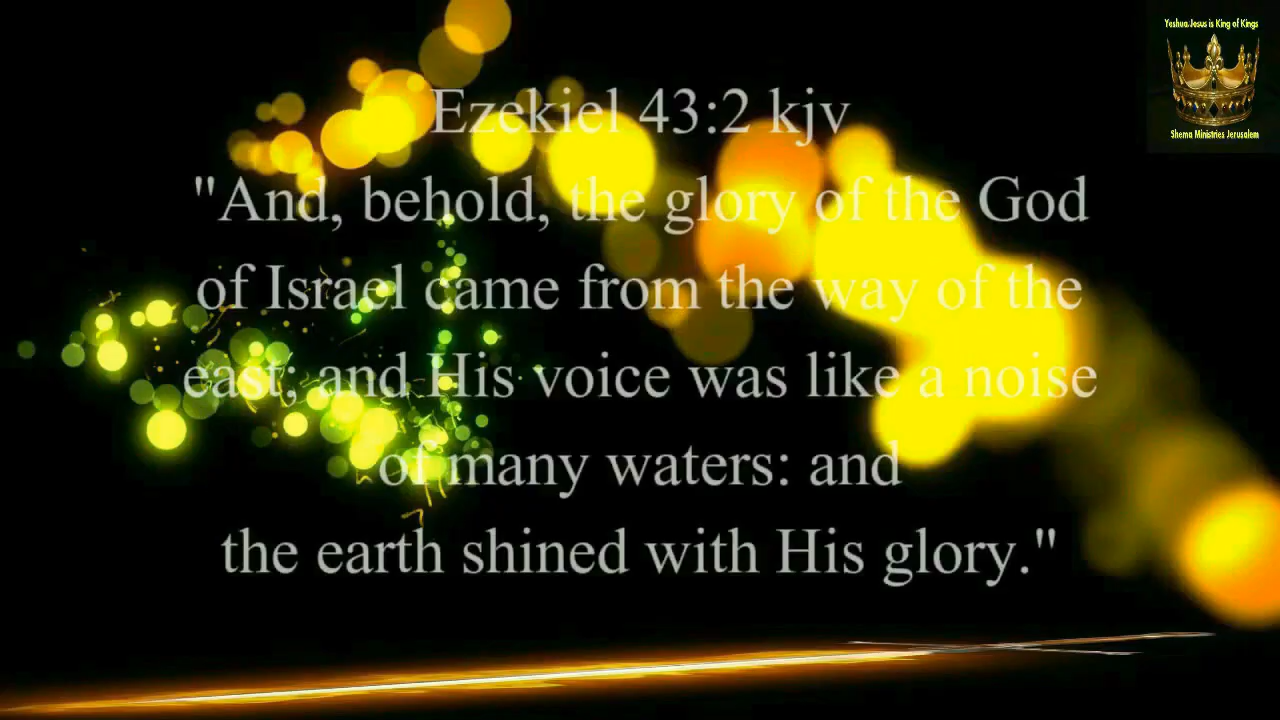 Yeshua Jesus is King of Kings
Shema Ministries Jerusalem
Ezekiel 43:2 kjv
"And, behold, the glory of the God
of Israel came from the way of the
east; and His voice was like a noise
of many waters: and
the earth shined with His glory."